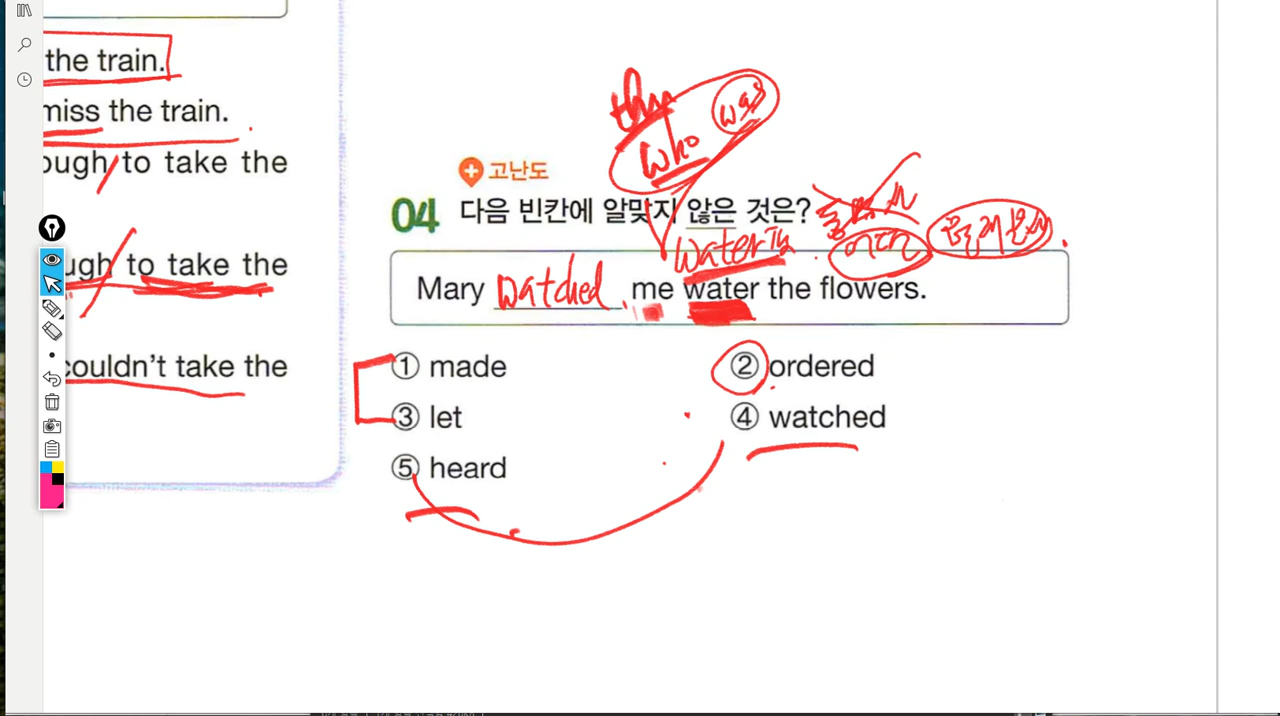 the train.
miss the train.
ough to take the
ugh to take the
couldn't take the
who was
고난도
04 다음 빈칸에 알맞지 않은 것은?
Mary watched me water the flowers.
① made
② ordered
③ let
④ watched
⑤ heard